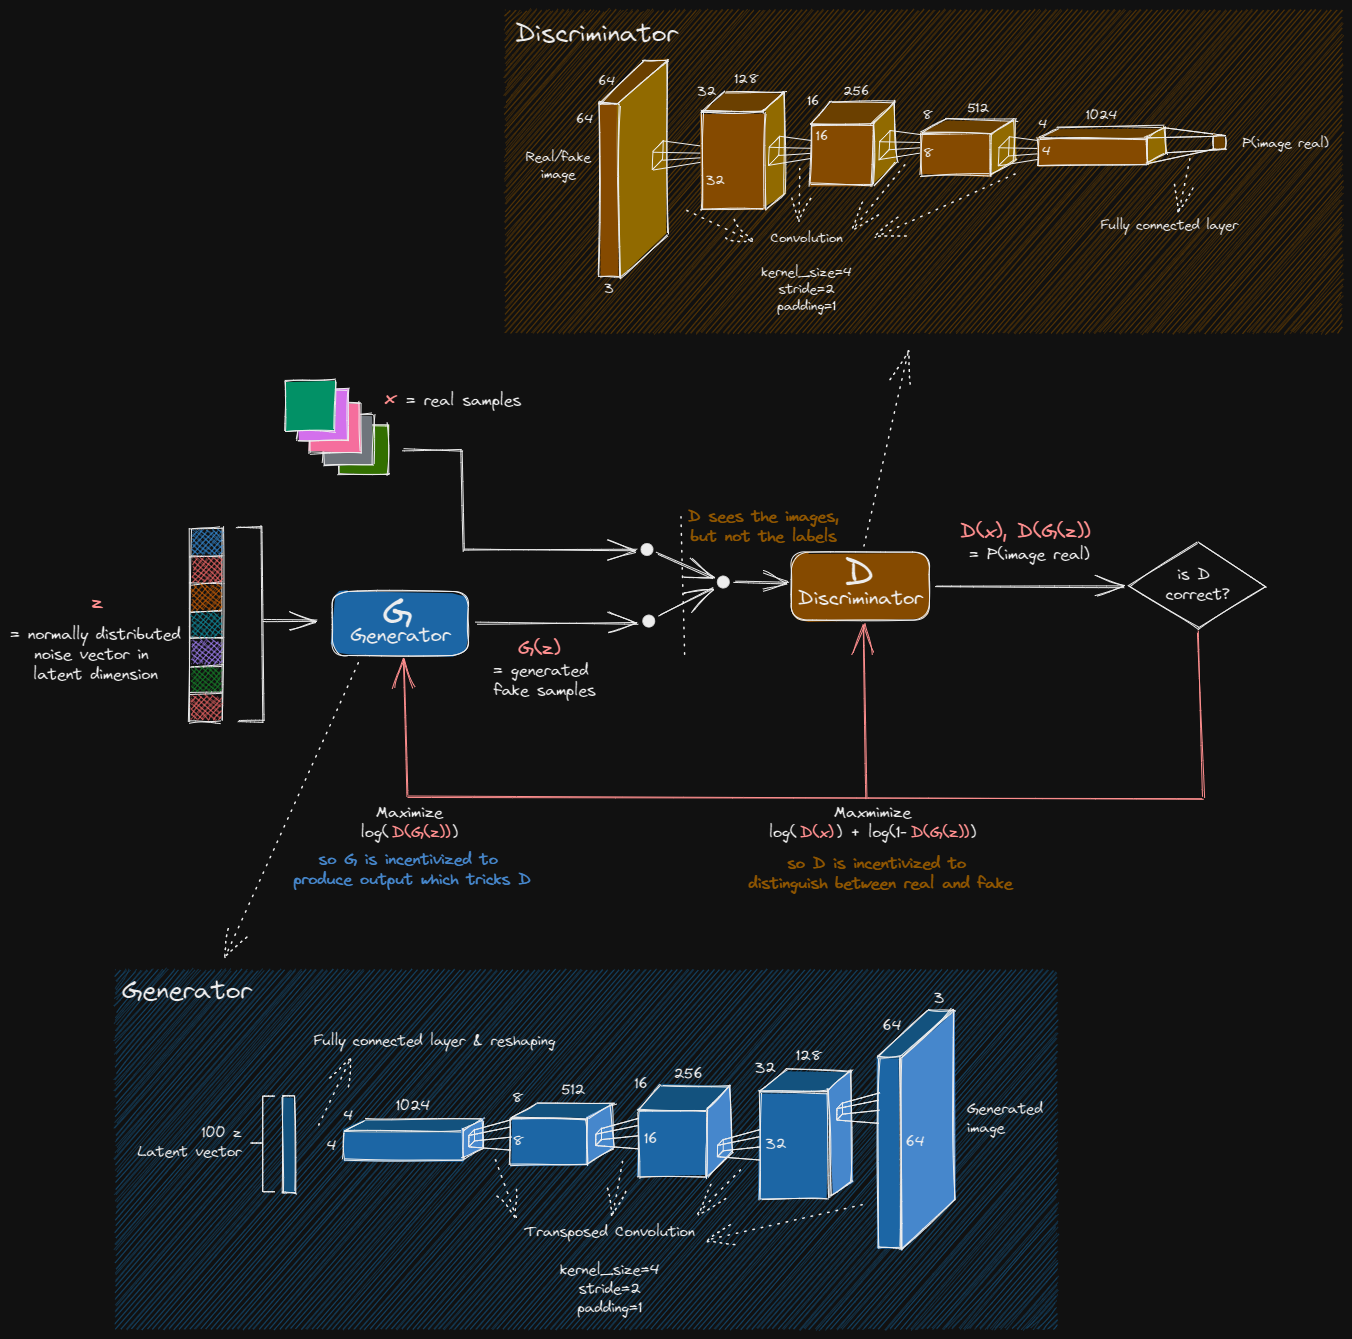 Discriminator
64
64
Real/fake
image
3
32
128
32
16
256
16
8
512
8
4
1024
4
P(image real)
Convolution
kernel_size=4
stride=2
padding=1
Fully connected layer
x = real samples
z
= normally distributed
noise vector in
latent dimension
G
Generator
G(z)
= generated
fake samples
D sees the images,
but not the labels
D
Discriminator
D(x), D(G(z))
= P(image real)
is D
correct?
Maximize
log(D(G(z)))
so G is incentivized to
produce output which tricks D
Maxmimize
log(D(x)) + log(1-D(G(z)))
so D is incentivized to
distinguish between real and fake
Generator
Fully connected layer & reshaping
100 z
Latent vector
4
1024
4
8
512
8
16
256
16
32
128
32
64
3
64
Generated
image
Transposed Convolution
kernel_size=4
stride=2
padding=1